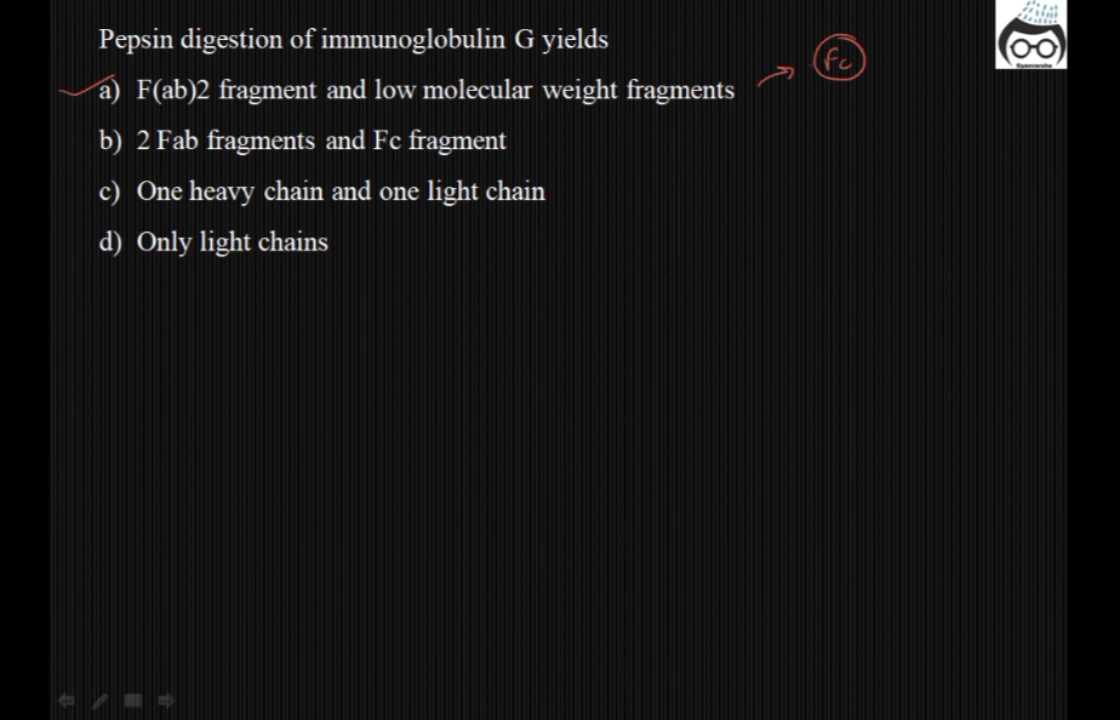 Pepsin digestion of immunoglobulin G yields
a) F(ab)2 fragment and low molecular weight fragments
Fc
b) 2 Fab fragments and Fc fragment
c) One heavy chain and one light chain
d) Only light chains
Gyanvarsha